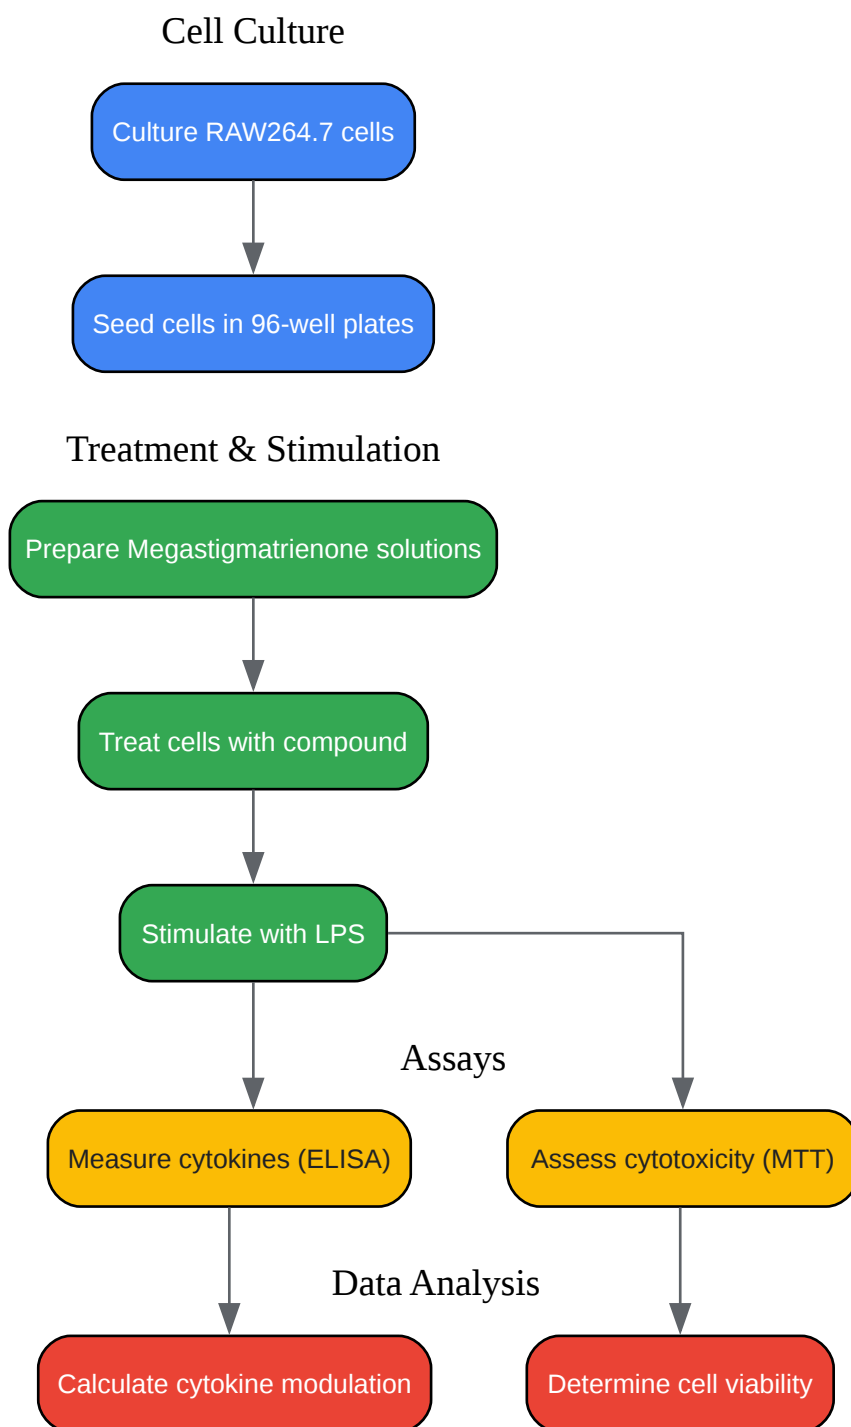 Cell Culture
Culture RAW264.7 cells
Seed cells in 96-well plates
Treatment & Stimulation
Prepare Megastigmatrienone solutions
Treat cells with compound
Stimulate with LPS
Assays
Measure cytokines (ELISA)
Assess cytotoxicity (MTT)
Data Analysis
Calculate cytokine modulation
Determine cell viability